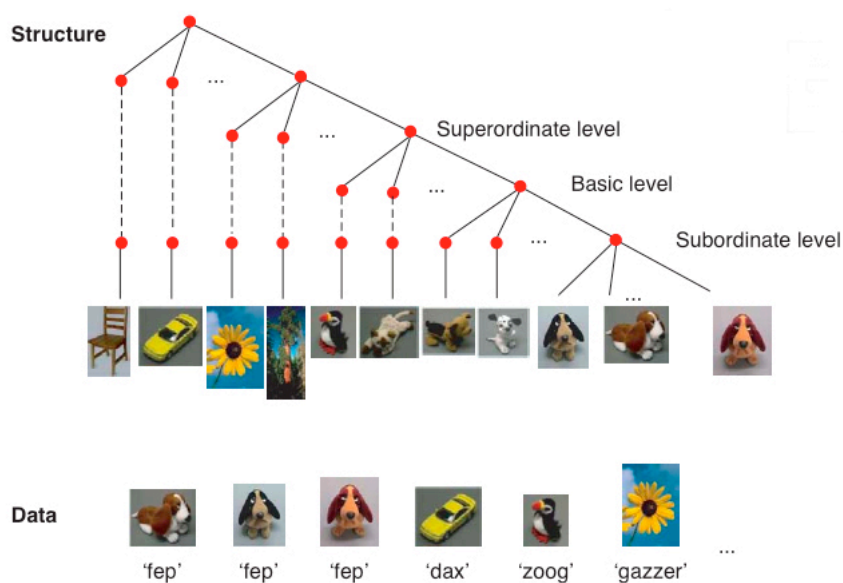 Structure
...
...
Superordinate level
...
Basic level
...
Subordinate level
...
Data
'fep' 'fep' 'fep' 'dax' 'zoog' 'gazzer' ...